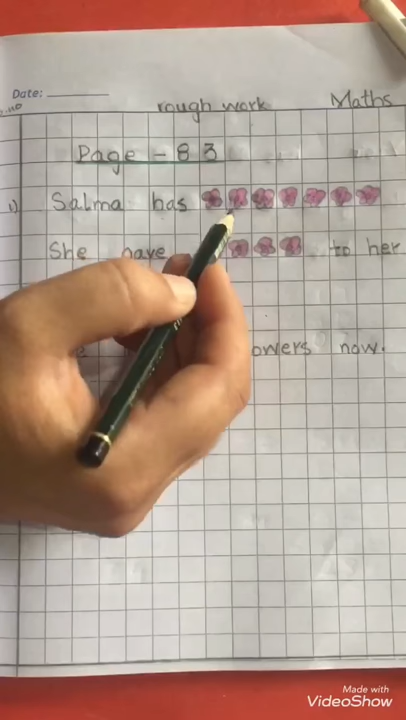 Date:
rough work Maths
Page - 83
1) Salma has
She gave to her
owers now.
Made with
VideoShow